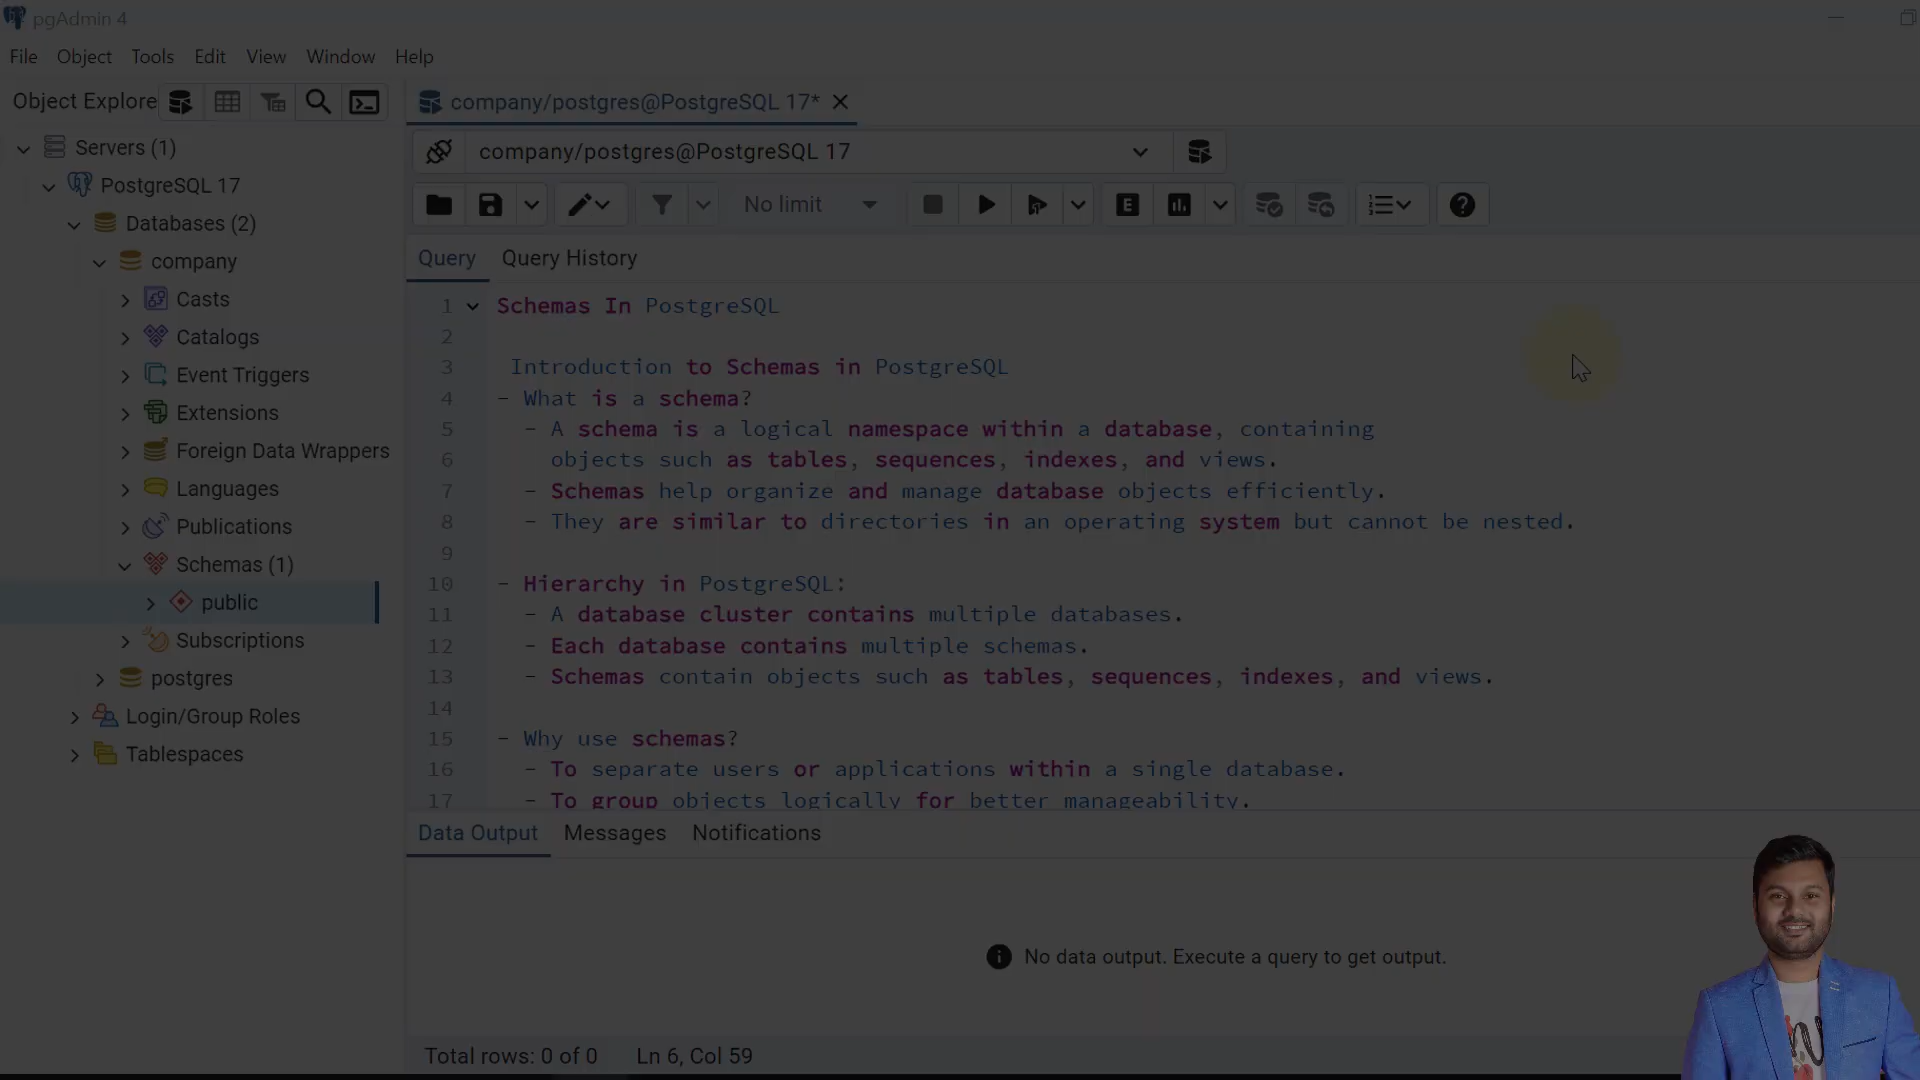 pgAdmin 4
File Object Tools Edit View Window Help
Object Explore
company/postgres@PostgreSQL 17*
Servers (1)
company/postgres@PostgreSQL 17
PostgreSQL 17
No limit
E
Databases (2)
Query Query History
company
Casts
Catalogs
Event Triggers
Extensions
Foreign Data Wrappers
Languages
Publications
Schemas (1)
public
Subscriptions
postgres
Login/Group Roles
Tablespaces
1 Schemas In PostgreSQL
2
3 Introduction to Schemas in PostgreSQL
4 - What is a schema?
5 - A schema is a logical namespace within a database, containing
6 objects such as tables, sequences, indexes, and views.
7 - Schemas help organize and manage database objects efficiently.
8 - They are similar to directories in an operating system but cannot be nested.
9
10 - Hierarchy in PostgreSQL:
11 - A database cluster contains multiple databases.
12 - Each database contains multiple schemas.
13 - Schemas contain objects such as tables, sequences, indexes, and views.
14
15 - Why use schemas?
16 - To separate users or applications within a single database.
17 - To group objects logically for better manageability.
Data Output Messages Notifications
No data output. Execute a query to get output.
Total rows: 0 of 0 Ln 6, Col 59